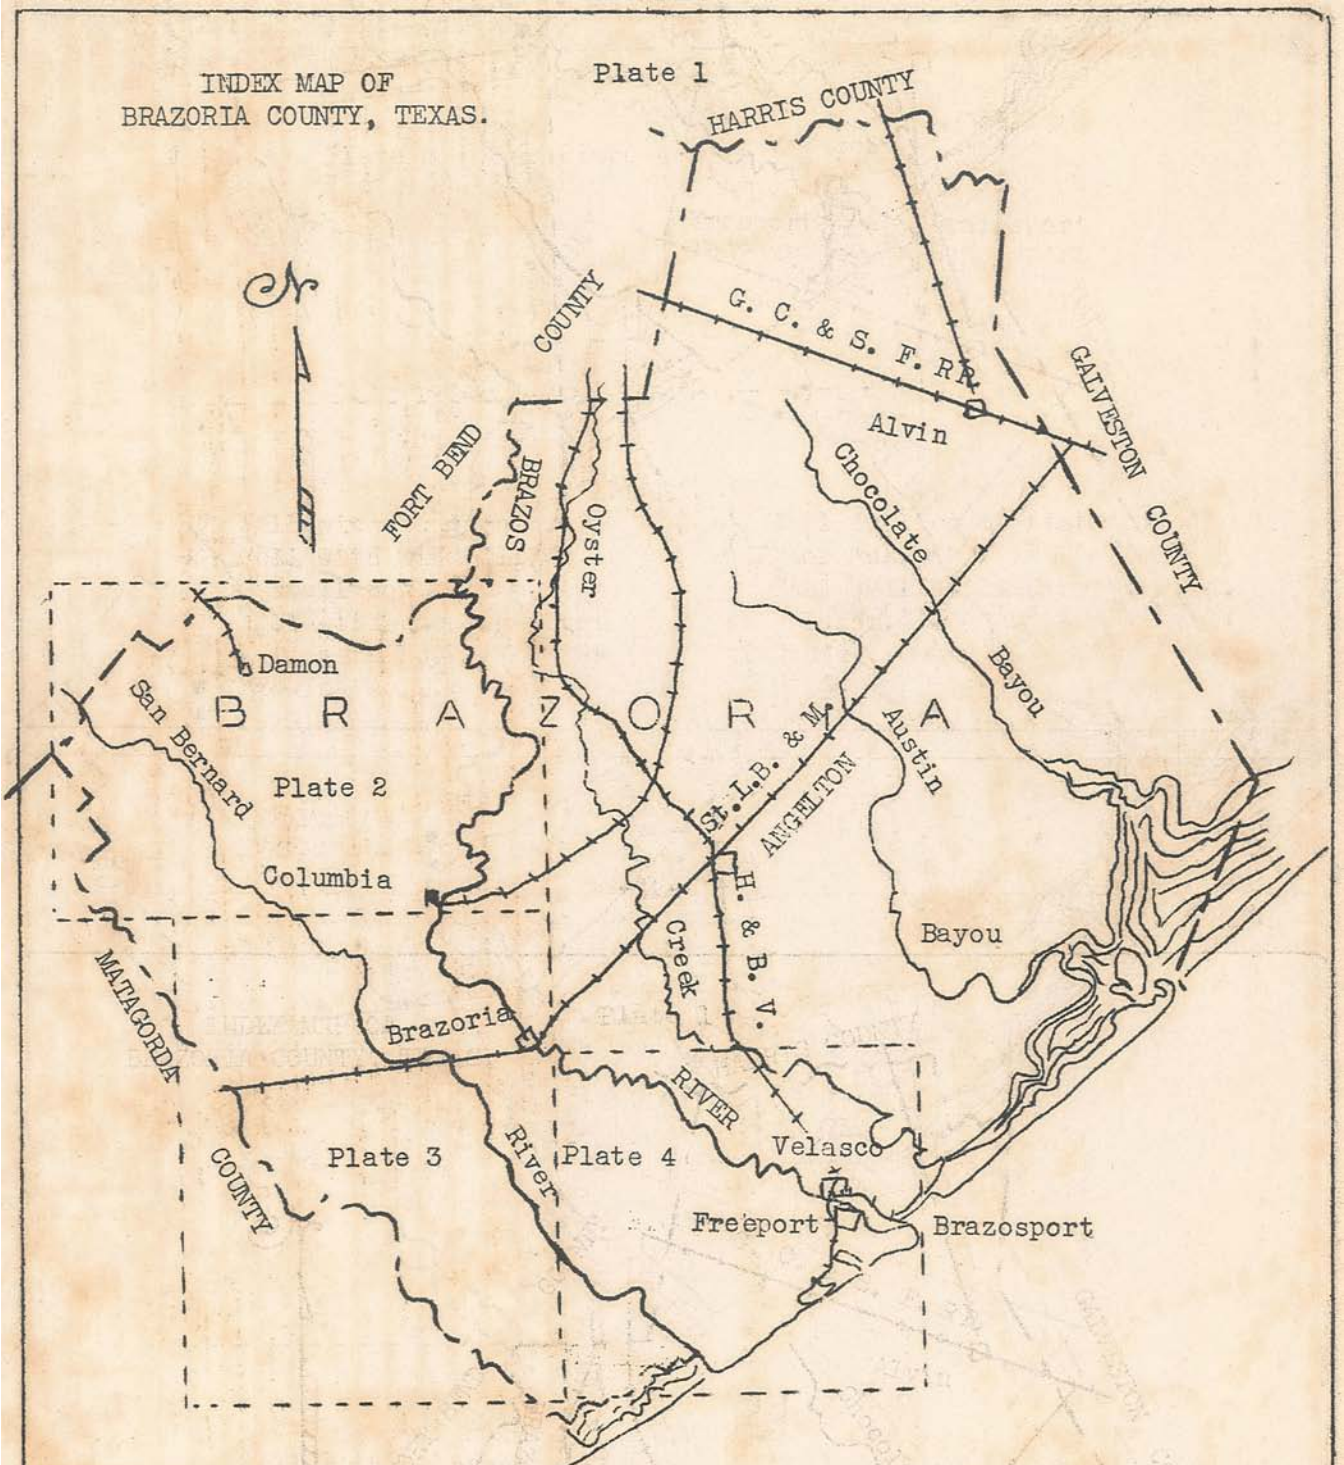 INDEX MAP OF
BRAZORIA COUNTY, TEXAS.
Plate 1
HARRIS COUNTY
N
G. C. & S. F. RR
Alvin
GALVESTON COUNTY
FORT BEND COUNTY
BRAZOS
Oyster
Chocolate
Bayou
Damon
San Bernard
B R A Z O R A
St. L.B. & M.
ANGELTON
Austin
Bayou
Plate 2
Columbia
H. & B. V.
Creek
MATAGORDA
COUNTY
Brazoria
RIVER
Plate 3
River
Plate 4
Velasco
Freeport
Brazosport